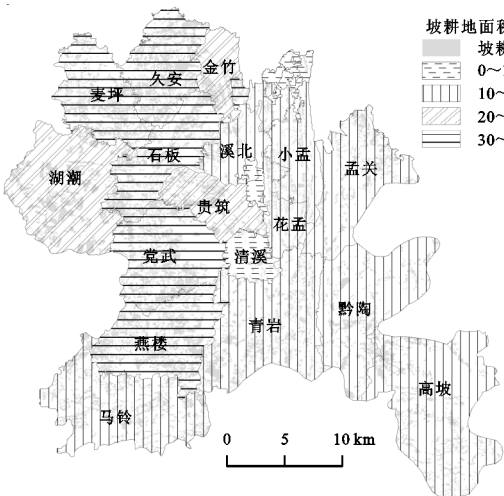 坡耕地面积
坡耕
0～
10～
20～
30～
金竹
久安
麦坪
石板
溪北
小孟
孟关
湖潮
贵筑
花孟
党武
清溪
黔陶
青岩
燕楼
高坡
马铃
0 5 10 km